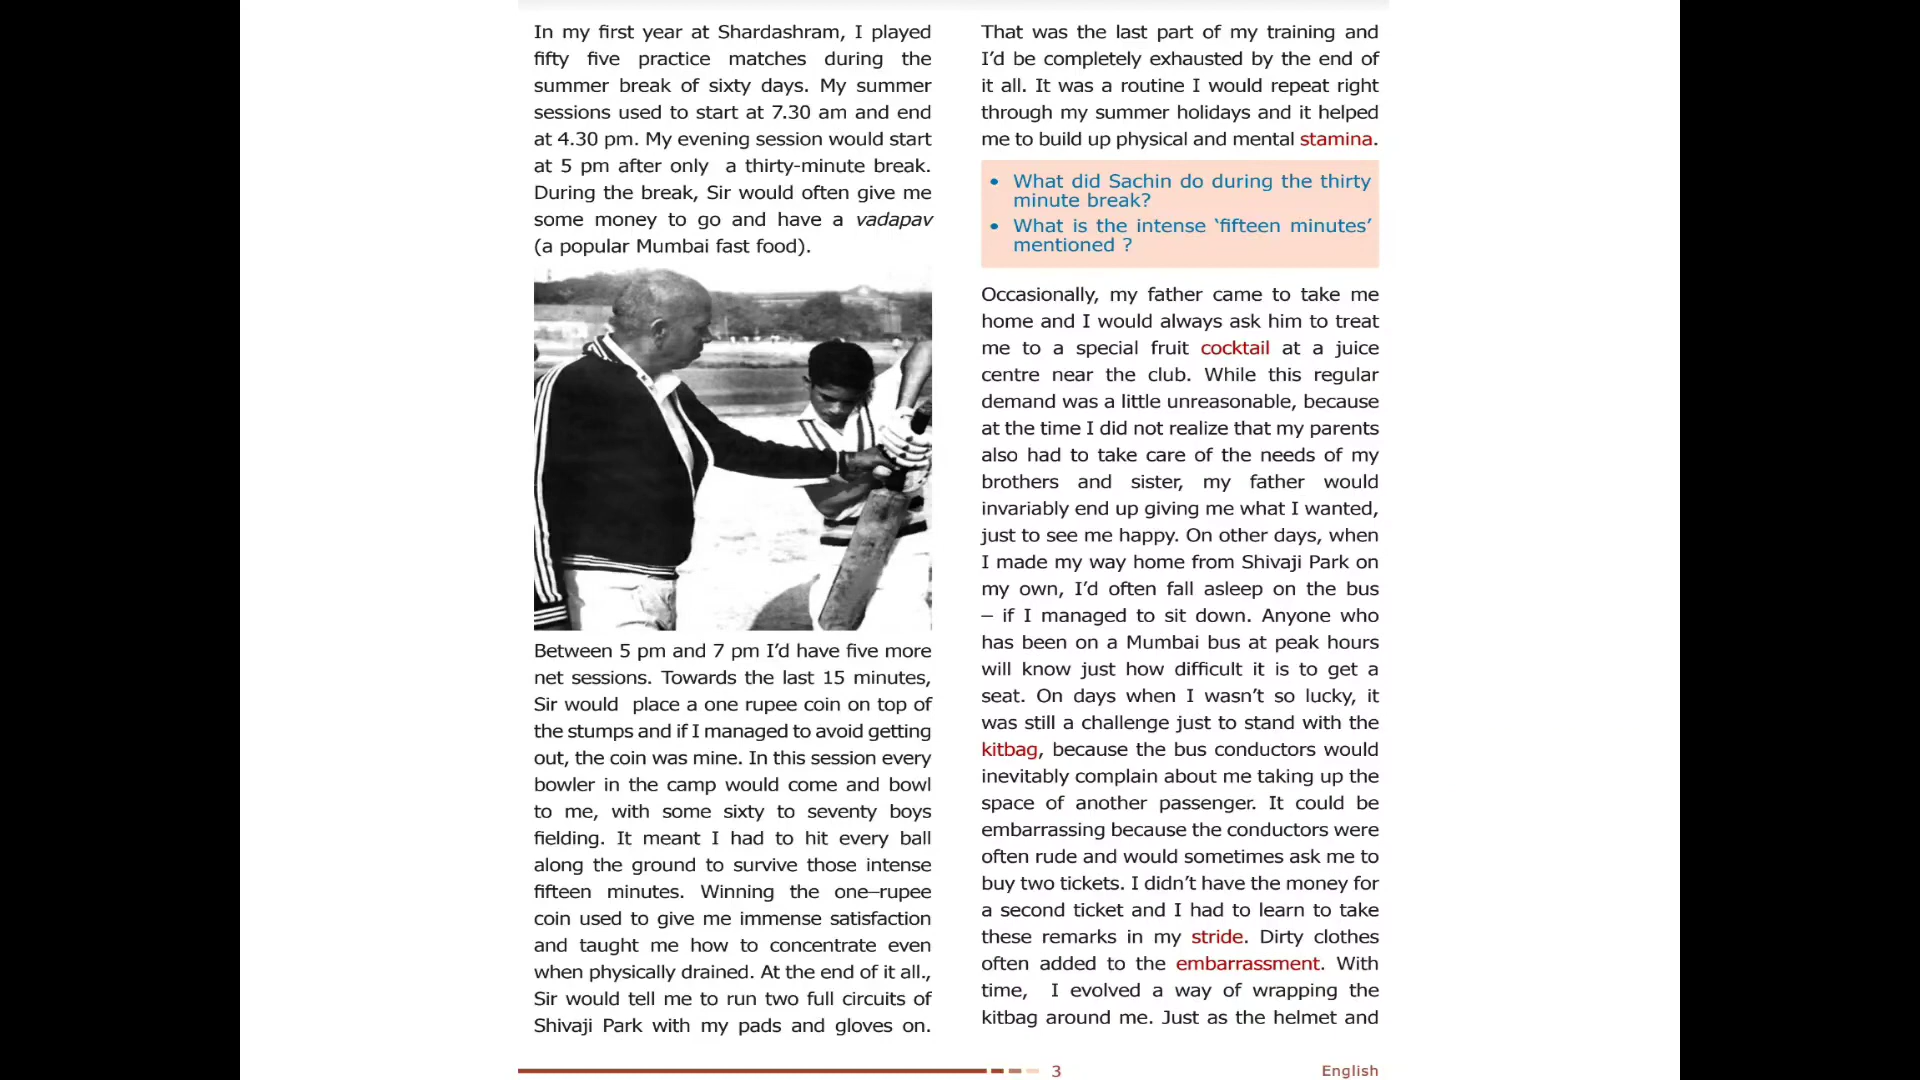 In my first year at Shardashram, I played
fifty five practice matches during the
summer break of sixty days. My summer
sessions used to start at 7.30 am and end
at 4.30 pm. My evening session would start
at 5 pm after only a thirty-minute break.
During the break, Sir would often give me
some money to go and have a vadapav
(a popular Mumbai fast food).
Between 5 pm and 7 pm I'd have five more
net sessions. Towards the last 15 minutes,
Sir would place a one rupee coin on top of
the stumps and if I managed to avoid getting
out, the coin was mine. In this session every
bowler in the camp would come and bowl
to me, with some sixty to seventy boys
fielding. It meant I had to hit every ball
along the ground to survive those intense
fifteen minutes. Winning the one–rupee
coin used to give me immense satisfaction
and taught me how to concentrate even
when physically drained. At the end of it all.,
Sir would tell me to run two full circuits of
Shivaji Park with my pads and gloves on.
That was the last part of my training and
I'd be completely exhausted by the end of
it all. It was a routine I would repeat right
through my summer holidays and it helped
me to build up physical and mental stamina.
• What did Sachin do during the thirty
minute break?
• What is the intense ‘fifteen minutes’
mentioned ?
Occasionally, my father came to take me
home and I would always ask him to treat
me to a special fruit cocktail at a juice
centre near the club. While this regular
demand was a little unreasonable, because
at the time I did not realize that my parents
also had to take care of the needs of my
brothers and sister, my father would
invariably end up giving me what I wanted,
just to see me happy. On other days, when
I made my way home from Shivaji Park on
my own, I'd often fall asleep on the bus
– if I managed to sit down. Anyone who
has been on a Mumbai bus at peak hours
will know just how difficult it is to get a
seat. On days when I wasn't so lucky, it
was still a challenge just to stand with the
kitbag, because the bus conductors would
inevitably complain about me taking up the
space of another passenger. It could be
embarrassing because the conductors were
often rude and would sometimes ask me to
buy two tickets. I didn't have the money for
a second ticket and I had to learn to take
these remarks in my stride. Dirty clothes
often added to the embarrassment. With
time, I evolved a way of wrapping the
kitbag around me. Just as the helmet and
3
English